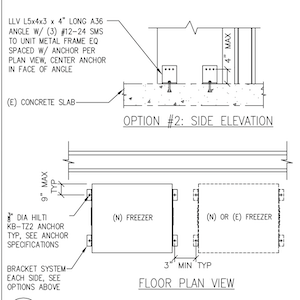 LLV L5x4x3 x 4" LONG A36
ANGLE W/ (3) #12-24 SMS
TO UNIT METAL FRAME EQ
SPACED W/ ANCHOR PER
PLAN VIEW, CENTER ANCHOR
IN FACE OF ANGLE
4" MAX
(E) CONCRETE SLAB
OPTION #2: SIDE ELEVATION
9" MAX
TYP
DIA HILTI
KB-TZ2 ANCHOR
TYP, SEE ANCHOR
SPECIFICATIONS
(N) FREEZER
(N) OR (E) FREEZER
BRACKET SYSTEM
EACH SIDE, SEE
OPTIONS ABOVE
3" MIN TYP
FLOOR PLAN VIEW